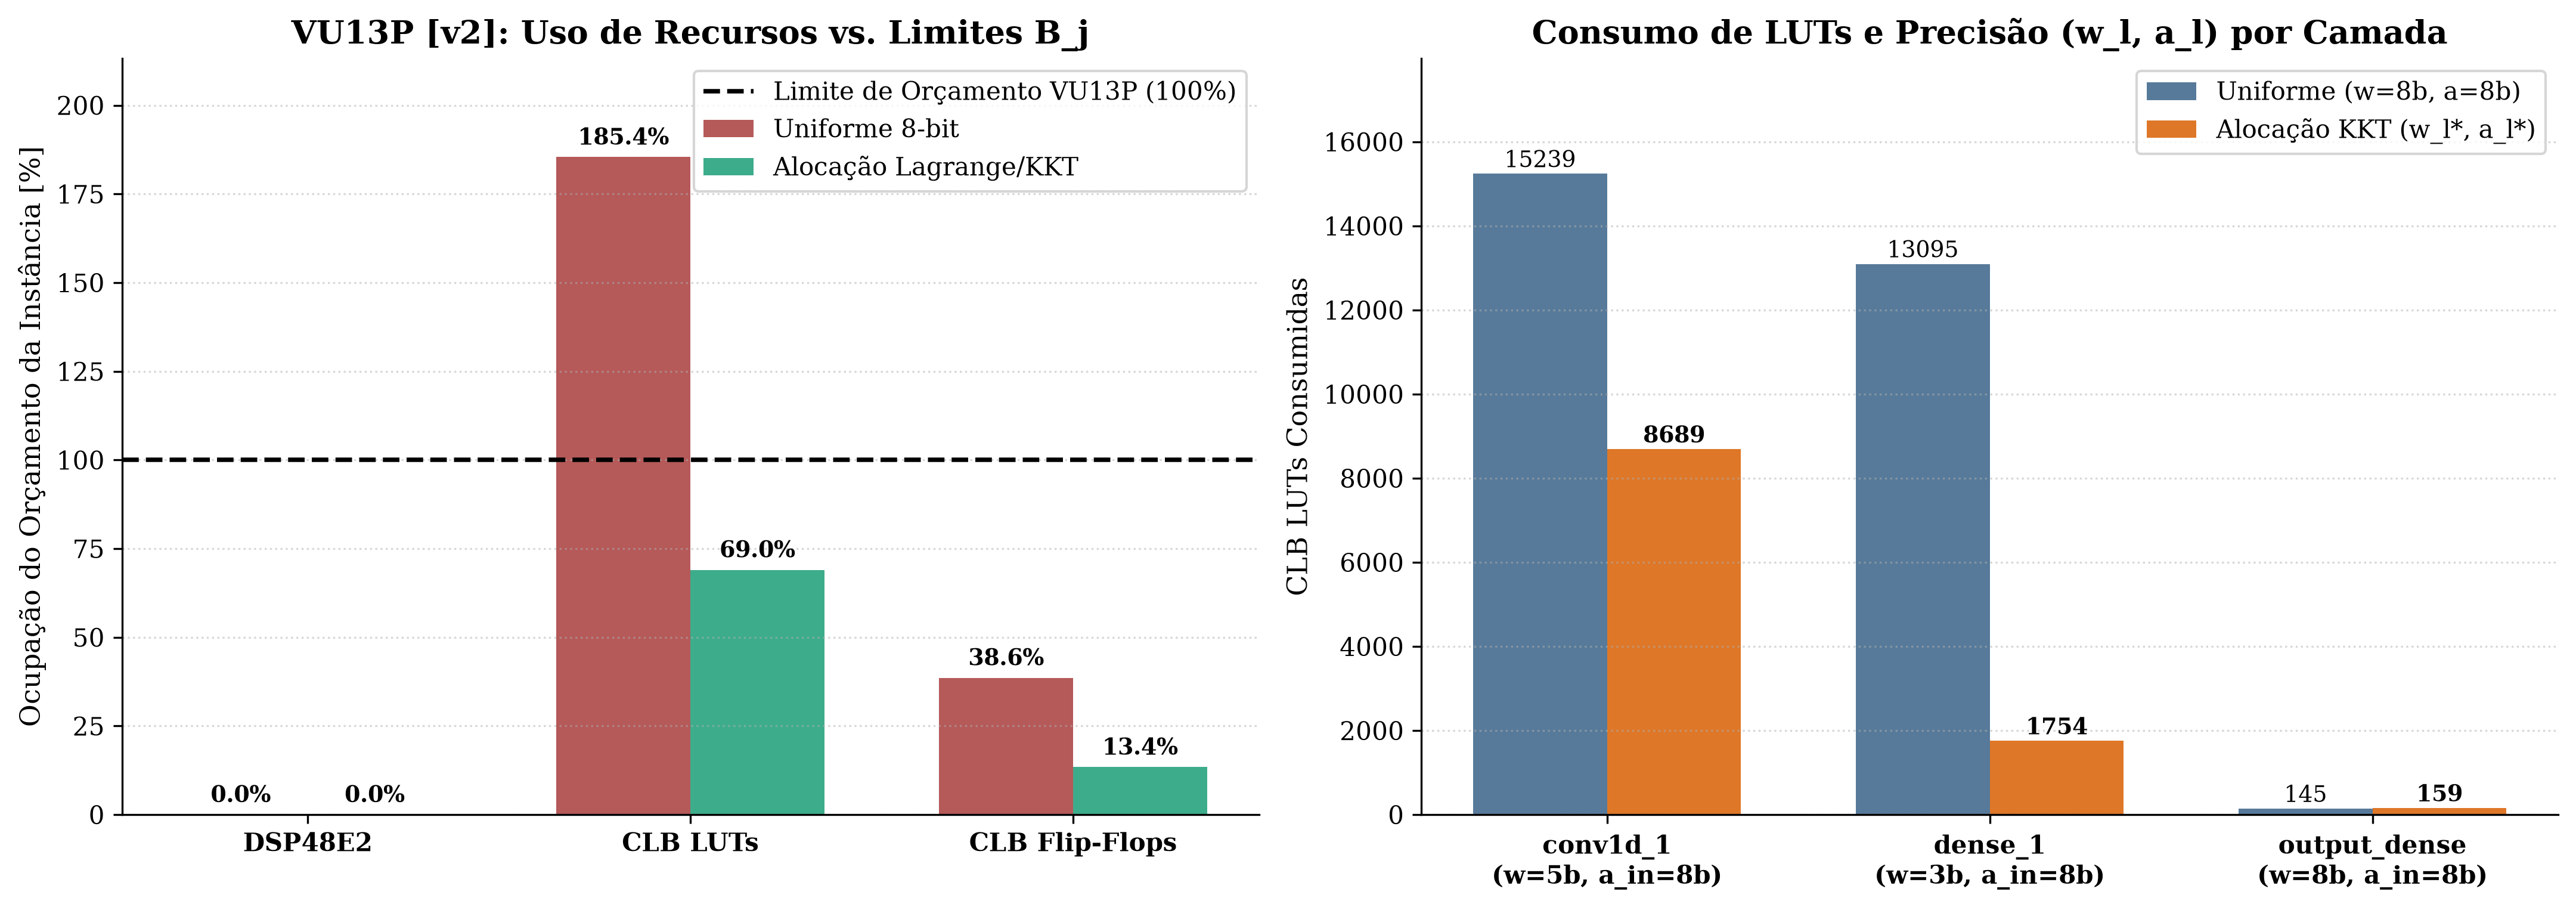 VU13P [v2]: Uso de Recursos vs. Limites B_j
Ocupação do Orçamento da Instância [%]
200
175
150
125
100
75
50
25
0
Limite de Orçamento VU13P (100%)
Uniforme 8-bit
Alocação Lagrange/KKT
0.0%
0.0%
185.4%
69.0%
38.6%
13.4%
DSP48E2
CLB LUTs
CLB Flip-Flops
Consumo de LUTs e Precisão (w_l, a_l) por Camada
CLB LUTs Consumidas
16000
14000
12000
10000
8000
6000
4000
2000
0
Uniforme (w=8b, a=8b)
Alocação KKT (w_l*, a_l*)
15239
8689
13095
1754
145
159
conv1d_1
(w=5b, a_in=8b)
dense_1
(w=3b, a_in=8b)
output_dense
(w=8b, a_in=8b)